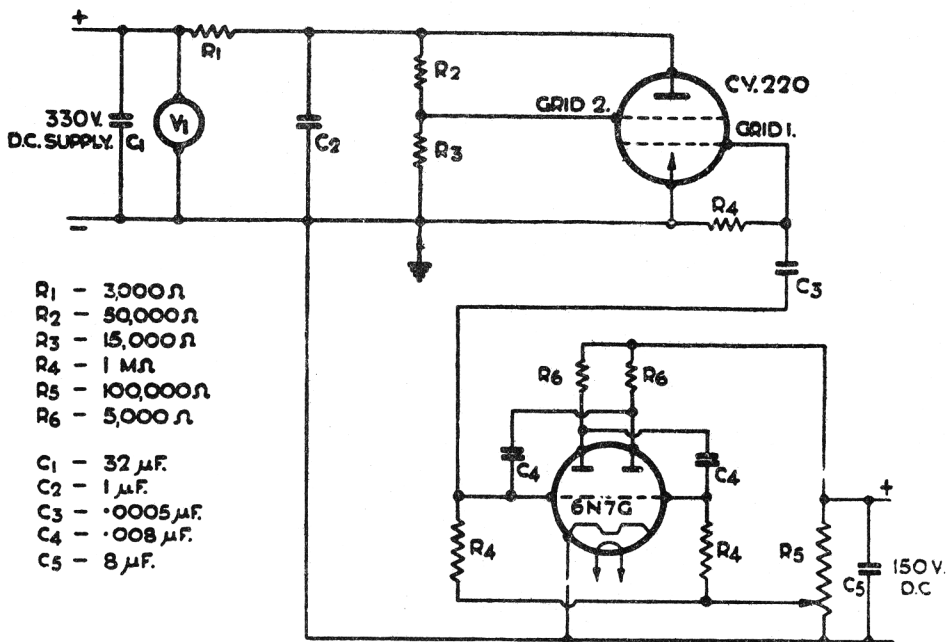 +
R1
R2
CV.220
GRID 2.
330V.
D.C. SUPPLY.
C1
V1
C2
R3
GRID 1.
R4
−
C3
R1 - 3,000Ω
R2 - 50,000Ω
R3 - 15,000Ω
R4 - 1 MΩ
R5 - 100,000Ω
R6 - 5,000Ω
C1 - 32 μF.
C2 - 1 μF.
C3 - ·0005μF.
C4 - ·008 μF.
C5 - 8 μF.
R6
R6
C4
C4
6N7G
R4
R4
R5
C5
+
150 V.
D.C